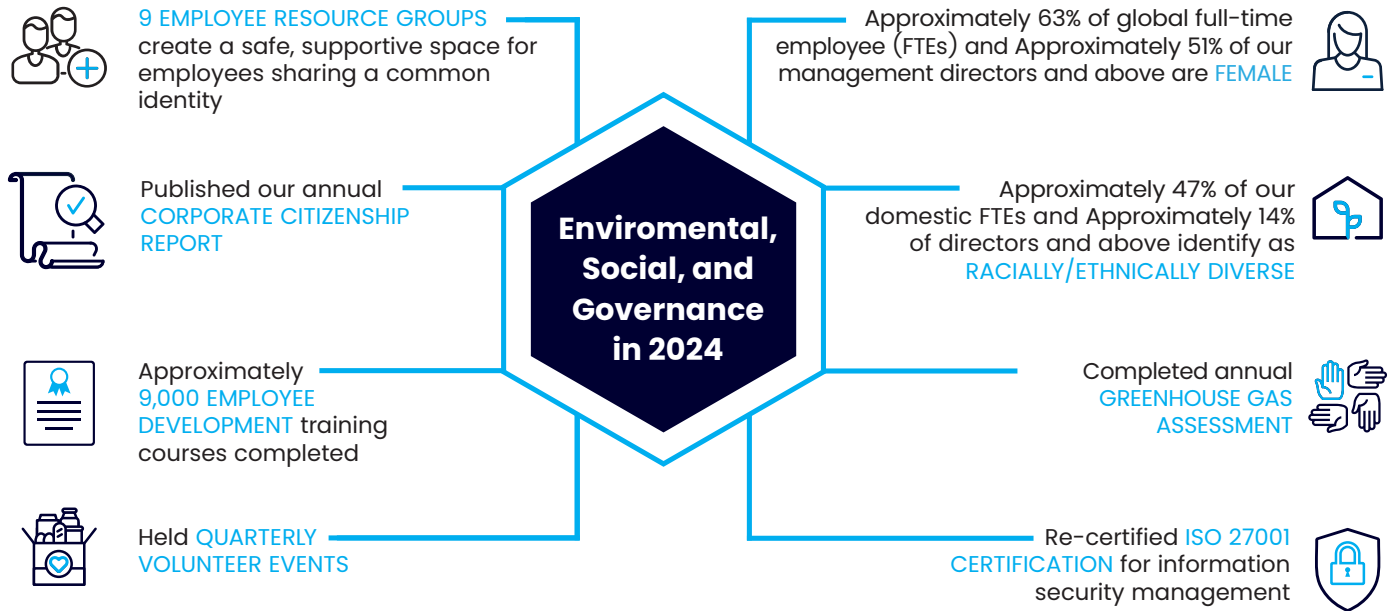 9 EMPLOYEE RESOURCE GROUPS
create a safe, supportive space for
employees sharing a common
identity
Published our annual
CORPORATE CITIZENSHIP
REPORT
Approximately
9,000 EMPLOYEE
DEVELOPMENT training
courses completed
Held QUARTERLY
VOLUNTEER EVENTS
Enviromental,
Social, and
Governance
in 2024
Approximately 63% of global full-time
employee (FTEs) and Approximately 51% of our
management directors and above are FEMALE
Approximately 47% of our
domestic FTEs and Approximately 14%
of directors and above identify as
RACIALLY/ETHNICALLY DIVERSE
Completed annual
GREENHOUSE GAS
ASSESSMENT
Re-certified ISO 27001
CERTIFICATION for information
security management